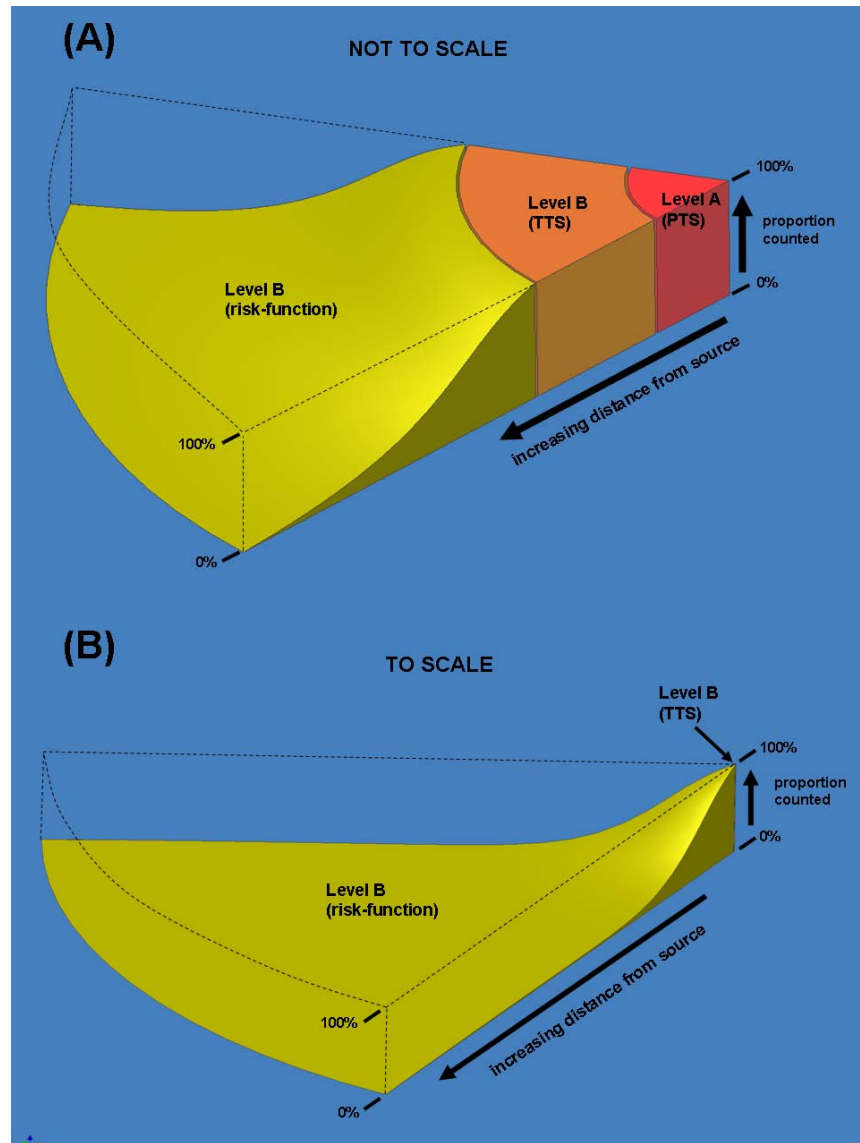 (A)
NOT TO SCALE
100%
Level A
(PTS)
Level B
(TTS)
proportion
counted
0%
Level B
(risk-function)
increasing distance from source
100%
0%
(B)
TO SCALE
Level B
(TTS)
100%
proportion
counted
0%
Level B
(risk-function)
increasing distance from source
100%
0%